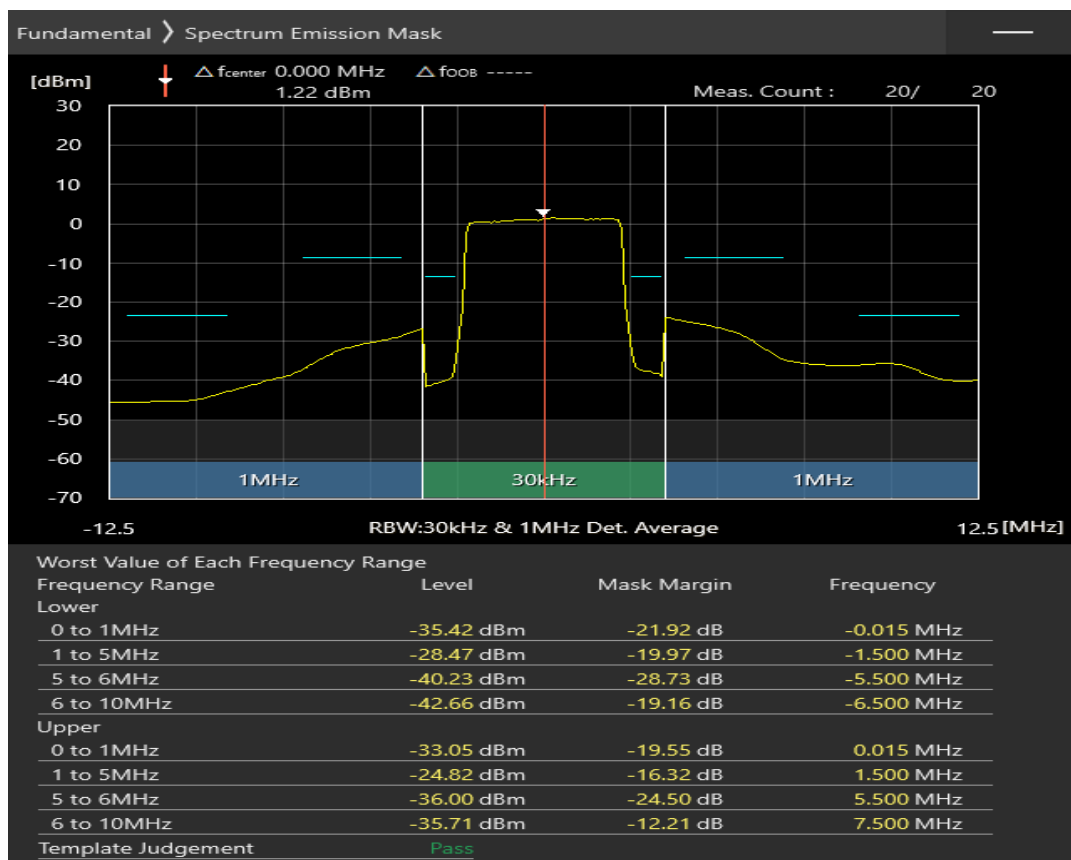 Fundamental ❯ Spectrum Emission Mask
[dBm] △ fcenter 0.000 MHz △ fOOB -----
1.22 dBm Meas. Count : 20/ 20
30
20
10
0
-10
-20
-30
-40
-50
-60
-70
1MHz 30kHz 1MHz
-12.5 RBW:30kHz & 1MHz Det. Average 12.5 [MHz]
Worst Value of Each Frequency Range
Frequency Range Level Mask Margin Frequency
Lower
0 to 1MHz -35.42 dBm -21.92 dB -0.015 MHz
1 to 5MHz -28.47 dBm -19.97 dB -1.500 MHz
5 to 6MHz -40.23 dBm -28.73 dB -5.500 MHz
6 to 10MHz -42.66 dBm -19.16 dB -6.500 MHz
Upper
0 to 1MHz -33.05 dBm -19.55 dB 0.015 MHz
1 to 5MHz -24.82 dBm -16.32 dB 1.500 MHz
5 to 6MHz -36.00 dBm -24.50 dB 5.500 MHz
6 to 10MHz -35.71 dBm -12.21 dB 7.500 MHz
Template Judgement Pass